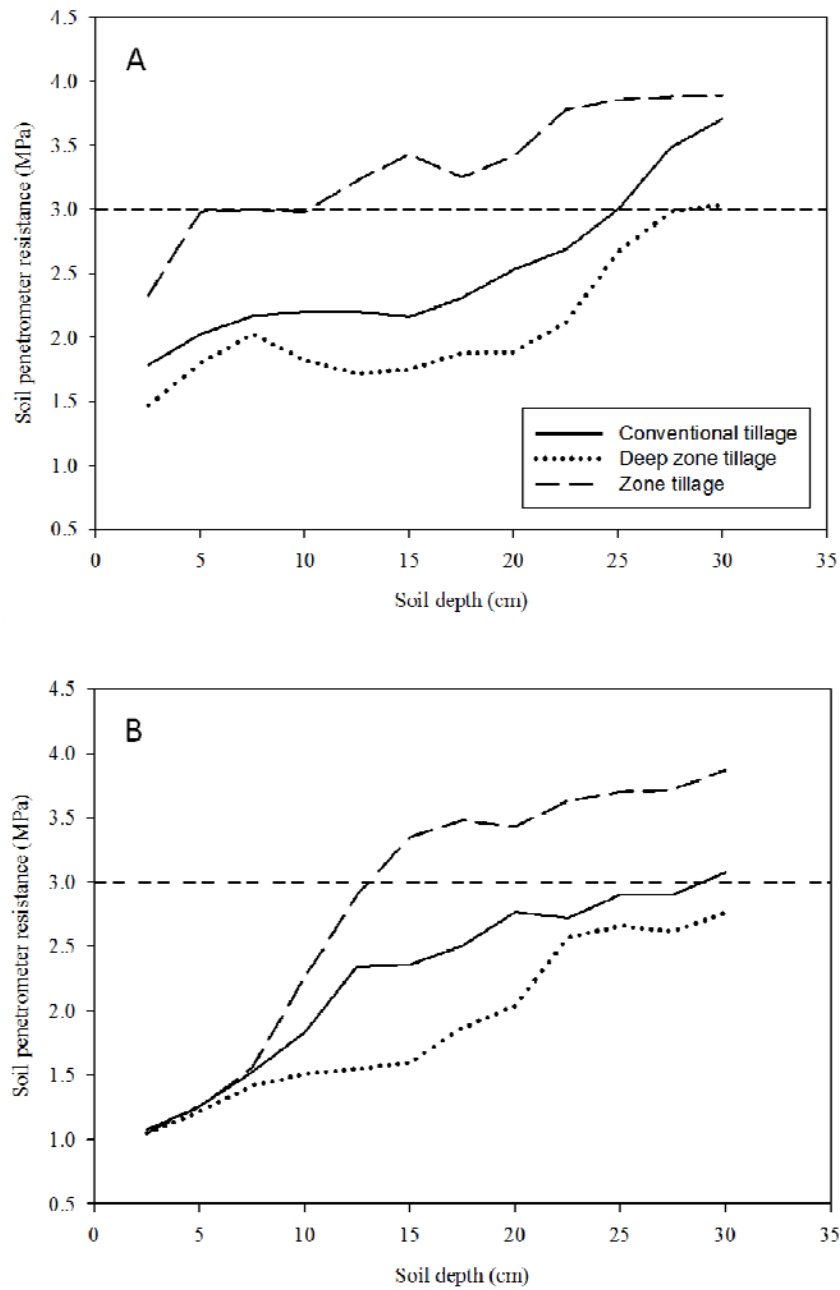 A
4.5
4.0
3.5
3.0
2.5
2.0
1.5
1.0
0.5
Soil penetrometer resistance (MPa)
Conventional tillage
Deep zone tillage
Zone tillage
0 5 10 15 20 25 30 35
Soil depth (cm)
B
4.5
4.0
3.5
3.0
2.5
2.0
1.5
1.0
0.5
Soil penetrometer resistance (MPa)
0 5 10 15 20 25 30 35
Soil depth (cm)